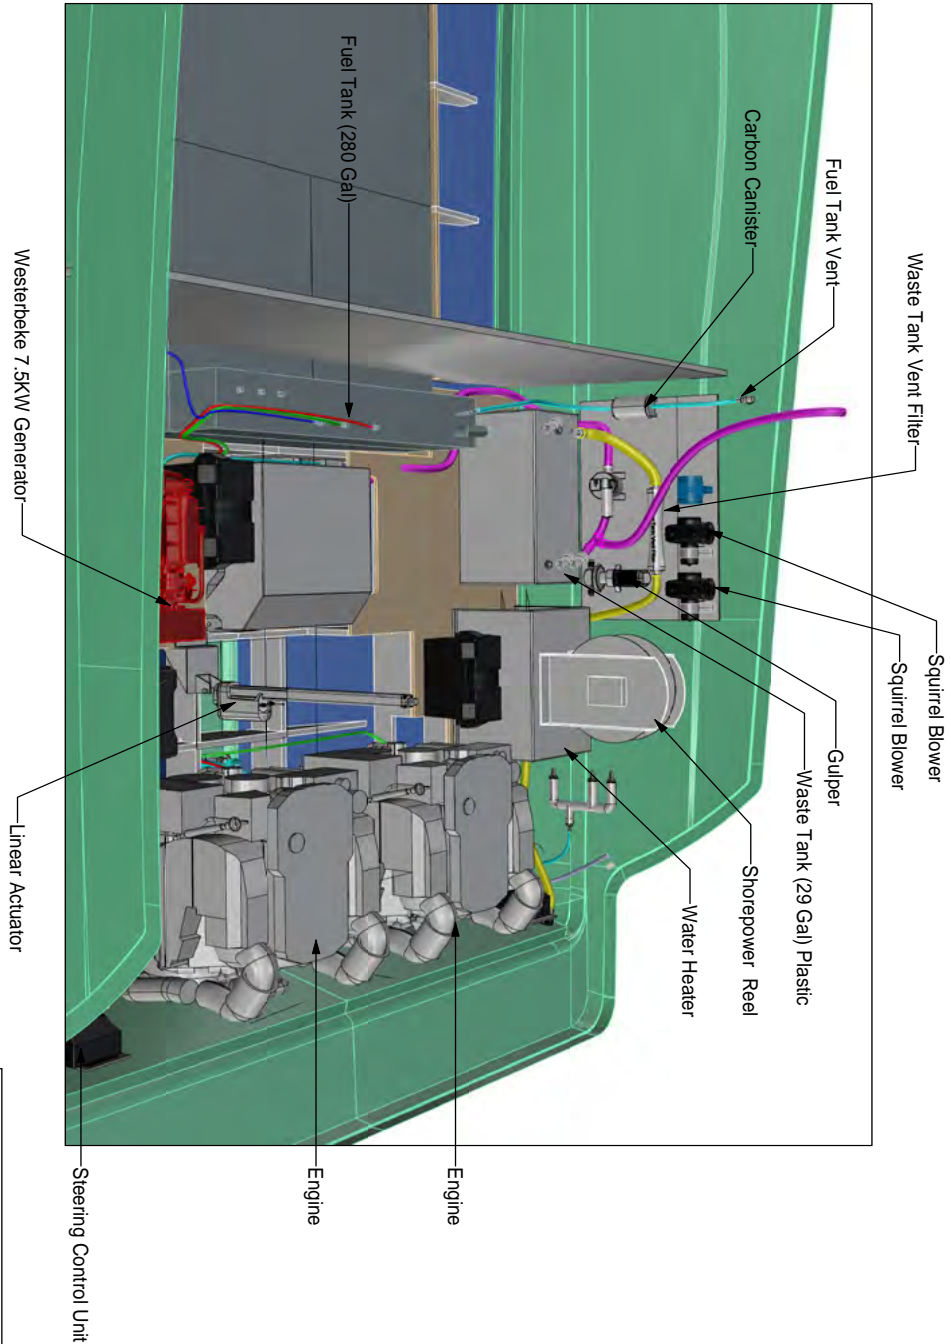 Fuel Tank Vent
Carbon Canister
Fuel Tank (280 Gal)
Waste Tank Vent Filter
Squirrel Blower
Squirrel Blower
Gulper
Waste Tank (29 Gal) Plastic
Shorepower Reel
Water Heater
Engine
Engine
Steering Control Unit
Linear Actuator
Westerbeke 7.5KW Generator